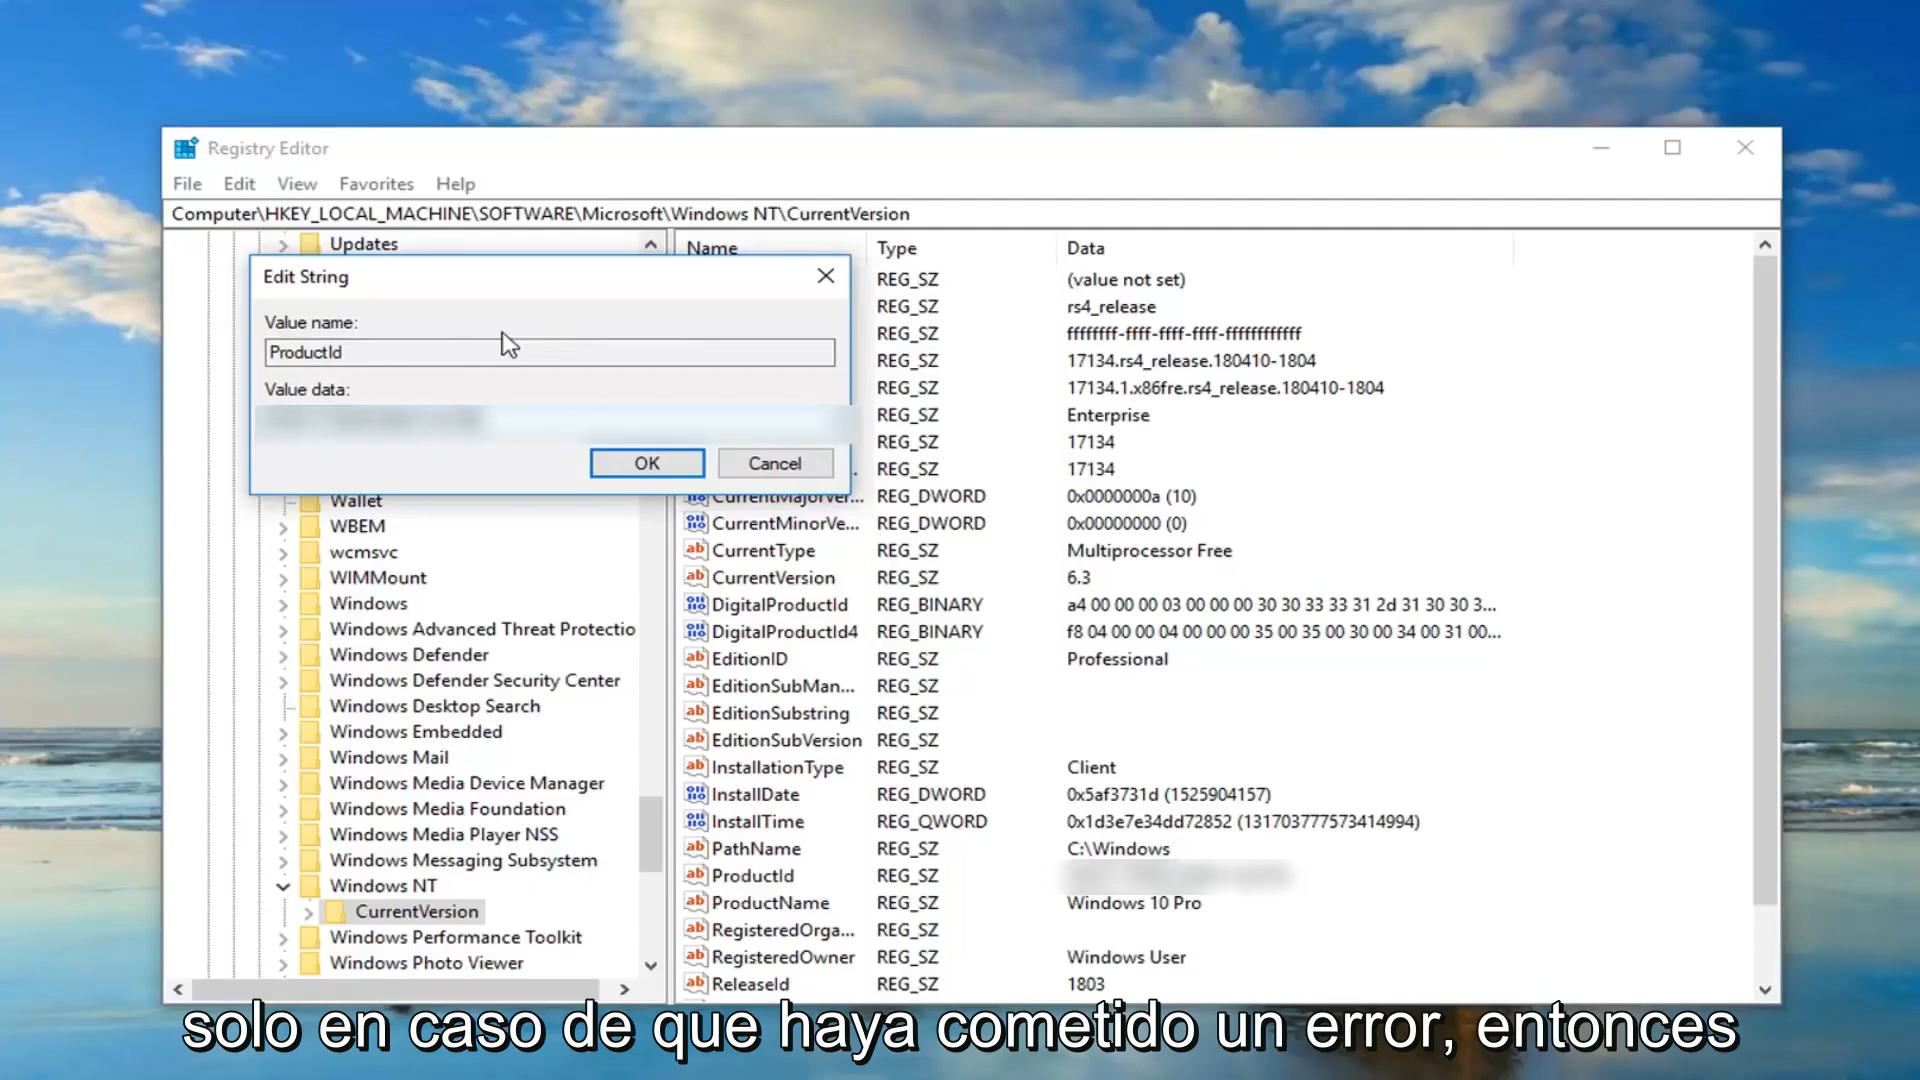 Registry Editor
File Edit View Favorites Help
Computer\HKEY_LOCAL_MACHINE\SOFTWARE\Microsoft\Windows NT\CurrentVersion
Updates
Edit String
Value name:
ProductId
Value data:
OK Cancel
Wallet
WBEM
wcmsvc
WIMMount
Windows
Windows Advanced Threat Protectio
Windows Defender
Windows Defender Security Center
Windows Desktop Search
Windows Embedded
Windows Mail
Windows Media Device Manager
Windows Media Foundation
Windows Media Player NSS
Windows Messaging Subsystem
Windows NT
CurrentVersion
Windows Performance Toolkit
Windows Photo Viewer
Name Type Data
REG_SZ (value not set)
REG_SZ rs4_release
REG_SZ ffffffff-ffff-ffff-ffff-ffffffffffff
REG_SZ 17134.rs4_release.180410-1804
REG_SZ 17134.1.x86fre.rs4_release.180410-1804
REG_SZ Enterprise
REG_SZ 17134
REG_SZ 17134
CurrentMajorVer... REG_DWORD 0x0000000a (10)
CurrentMinorVe... REG_DWORD 0x00000000 (0)
CurrentType REG_SZ Multiprocessor Free
CurrentVersion REG_SZ 6.3
DigitalProductId REG_BINARY a4 00 00 00 03 00 00 00 30 30 33 33 31 2d 31 30 30 3...
DigitalProductId4 REG_BINARY f8 04 00 00 04 00 00 00 35 00 35 00 30 00 34 00 31 00...
EditionID REG_SZ Professional
EditionSubMan... REG_SZ
EditionSubstring REG_SZ
EditionSubVersion REG_SZ
InstallationType REG_SZ Client
InstallDate REG_DWORD 0x5af3731d (1525904157)
InstallTime REG_QWORD 0x1d3e7e34dd72852 (131703777573414994)
PathName REG_SZ C:\Windows
ProductId REG_SZ
ProductName REG_SZ Windows 10 Pro
RegisteredOrga... REG_SZ
RegisteredOwner REG_SZ Windows User
ReleaseId REG_SZ 1803
solo en caso de que haya cometido un error, entonces